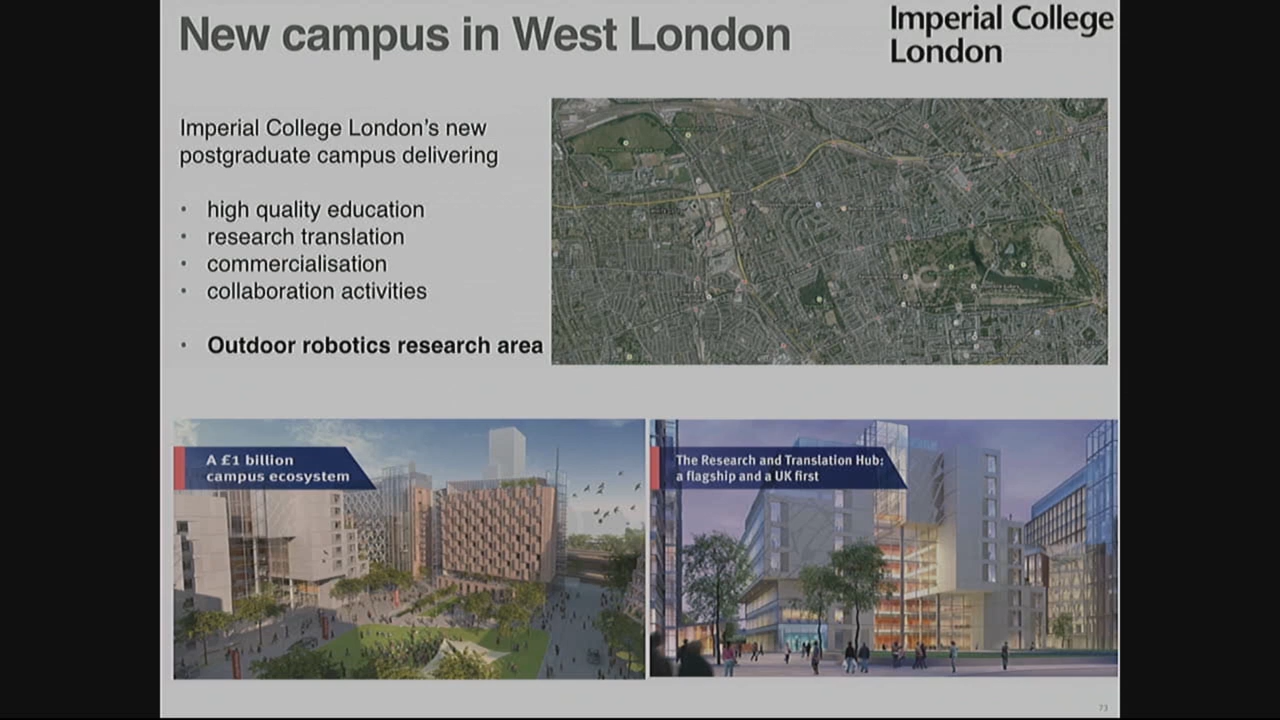 New campus in West London
Imperial College
London
Imperial College London's new
postgraduate campus delivering
• high quality education
• research translation
• commercialisation
• collaboration activities
• Outdoor robotics research area
A £1 billion
campus ecosystem
The Research and Translation Hub:
a flagship and a UK first
73